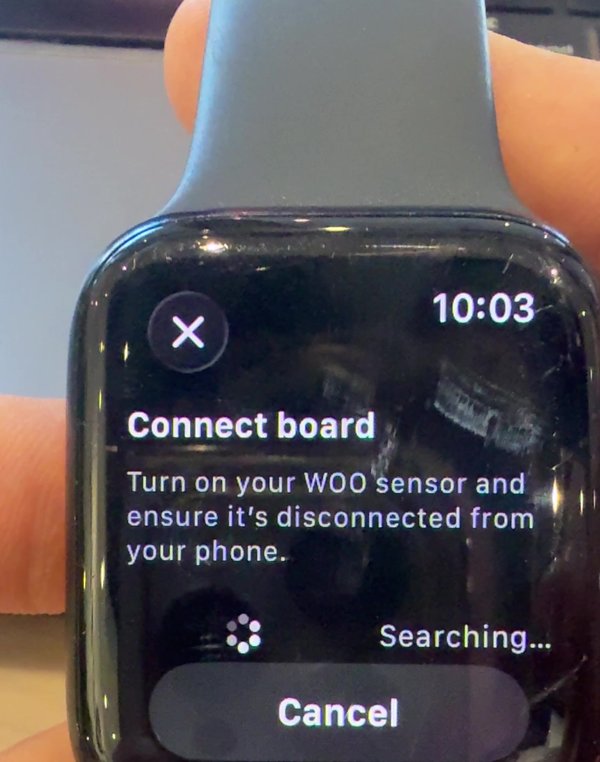 10:03
Connect board
Turn on your WOO sensor and
ensure it's disconnected from
your phone.
Searching...
Cancel